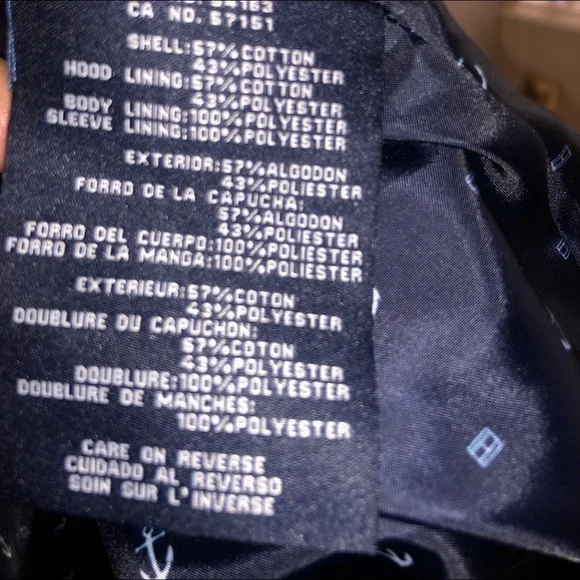 CA NO. 57151
SHELL:57%COTTON
43%POLYESTER
HOOD LINING:57%COTTON
43%POLYESTER
BODY LINING:100%POLYESTER
SLEEVE LINING:100%POLYESTER
EXTERIOR:57%ALGODON
43%POLIESTER
FORRO DE LA CAPUCHA:
57%ALGODON
43%POLIESTER
FORRO DEL CUERPO:100%POLIESTER
FORRO DE LA MANGA:100%POLIESTER
EXTERIEUR:57%COTON
43%POLYESTER
DOUBLURE DU CAPUCHON:
57%COTON
43%POLYESTER
DOUBLURE:100%POLYESTER
DOUBLURE DE MANCHES:
100%POLYESTER
CARE ON REVERSE
CUIDADO AL REVERSO
SOIN SUR L'INVERSE